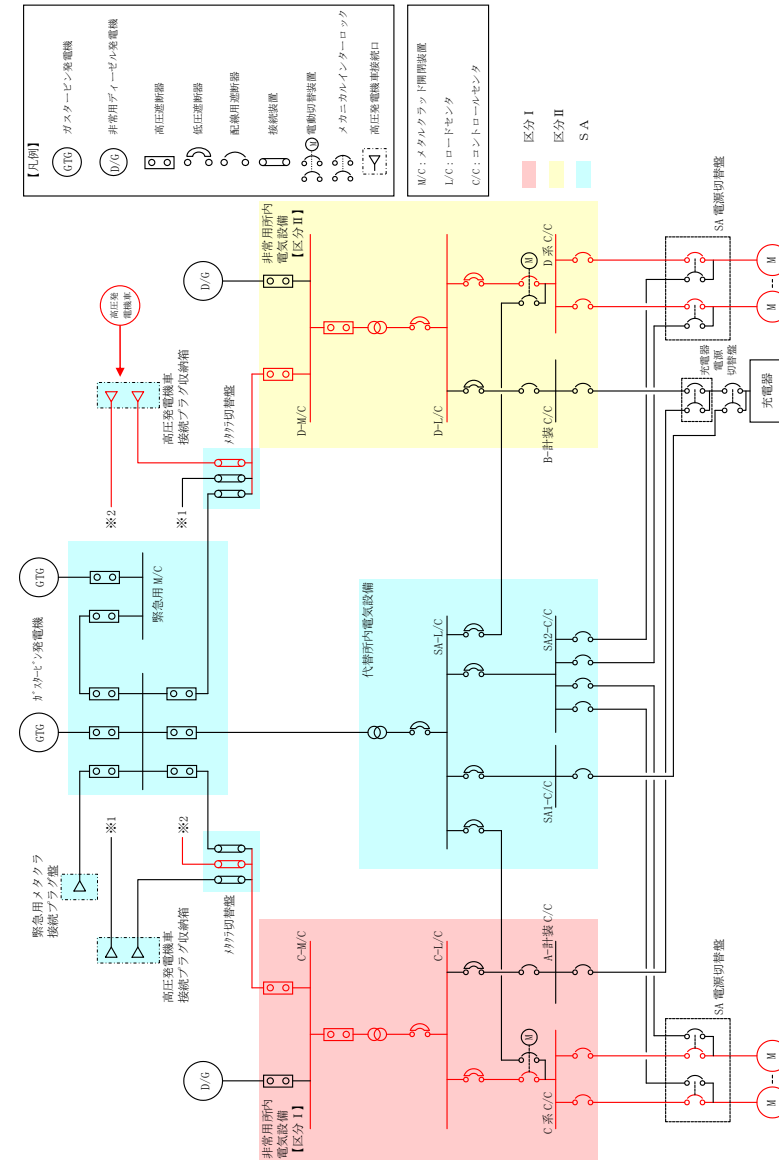 【凡例】
GTG
ガスタービン発電機
D/G
非常用ディーゼル発電機
高圧遮断器
低圧遮断器
配線用遮断器
接続装置
M
電動切替装置
メカニカルインターロック
高圧発電機車接続口
M/C：メタルクラッド開閉装置
L/C：ロードセンタ
C/C：コントロールセンタ
区分Ⅰ
区分Ⅱ
ＳＡ
緊急用メタクラ
接続プラグ盤
高圧発電機車
接続プラグ収納箱
※1
※2
ﾒﾀｸﾗ切替盤
GTG
ｶﾞｽﾀｰﾋﾞﾝ発電機
GTG
緊急用M/C
高圧発
電機車
高圧発電機車
接続プラグ収納箱
※2
※1
ﾒﾀｸﾗ切替盤
D/G
非常用所内
電気設備
【区分Ⅰ】
C-M/C
C-L/C
M
C系C/C
A-計装C/C
代替所内電気設備
SA-L/C
SA1-C/C
SA2-C/C
D/G
非常用所内
電気設備
【区分Ⅱ】
D-M/C
D-L/C
M
D系C/C
B-計装C/C
SA電源切替盤
M
M
充電器
電源
切替盤
充電器
SA電源切替盤
M
M